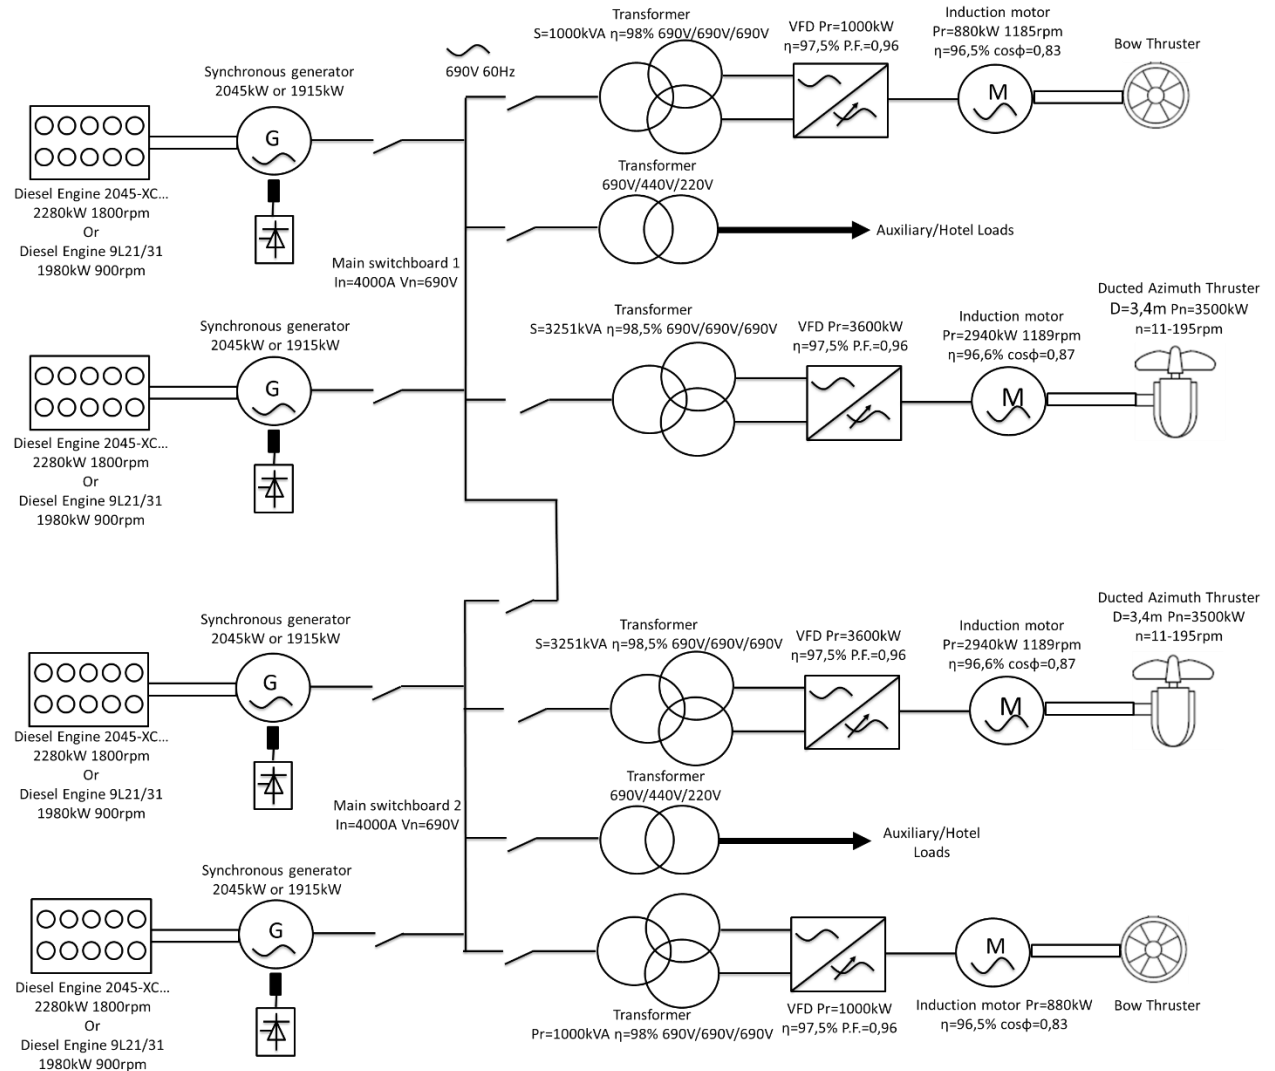 Transformer
S=1000kVA η=98% 690V/690V/690V
VFD Pr=1000kW
η=97,5% P.F.=0,96
Induction motor
Pr=880kW 1185rpm
η=96,5% cosϕ=0,83
Bow Thruster
M
690V 60Hz
Synchronous generator
2045kW or 1915kW
G
Diesel Engine 2045-XC...
2280kW 1800rpm
Or
Diesel Engine 9L21/31
1980kW 900rpm
Transformer
690V/440V/220V
Auxiliary/Hotel Loads
Main switchboard 1
In=4000A Vn=690V
Synchronous generator
2045kW or 1915kW
G
Diesel Engine 2045-XC...
2280kW 1800rpm
Or
Diesel Engine 9L21/31
1980kW 900rpm
Transformer
S=3251kVA η=98,5% 690V/690V/690V
VFD Pr=3600kW
η=97,5% P.F.=0,96
Induction motor
Pr=2940kW 1189rpm
η=96,6% cosϕ=0,87
M
Ducted Azimuth Thruster
D=3,4m Pn=3500kW
n=11-195rpm
Synchronous generator
2045kW or 1915kW
G
Diesel Engine 2045-XC...
2280kW 1800rpm
Or
Diesel Engine 9L21/31
1980kW 900rpm
Transformer
S=3251kVA η=98,5% 690V/690V/690V
VFD Pr=3600kW
η=97,5% P.F.=0,96
Induction motor
Pr=2940kW 1189rpm
η=96,6% cosϕ=0,87
M
Ducted Azimuth Thruster
D=3,4m Pn=3500kW
n=11-195rpm
Transformer
690V/440V/220V
Auxiliary/Hotel
Loads
Main switchboard 2
In=4000A Vn=690V
Synchronous generator
2045kW or 1915kW
G
Diesel Engine 2045-XC...
2280kW 1800rpm
Or
Diesel Engine 9L21/31
1980kW 900rpm
Transformer
Pr=1000kVA η=98% 690V/690V/690V
VFD Pr=1000kW
η=97,5% P.F.=0,96
M
Induction motor Pr=880kW
η=96,5% cosϕ=0,83
Bow Thruster